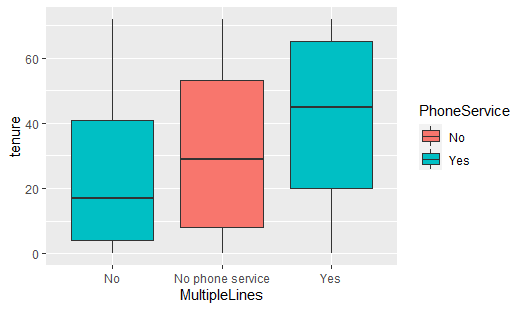 60
40
20
0
tenure
No
No phone service
Yes
MultipleLines
PhoneService
No
Yes